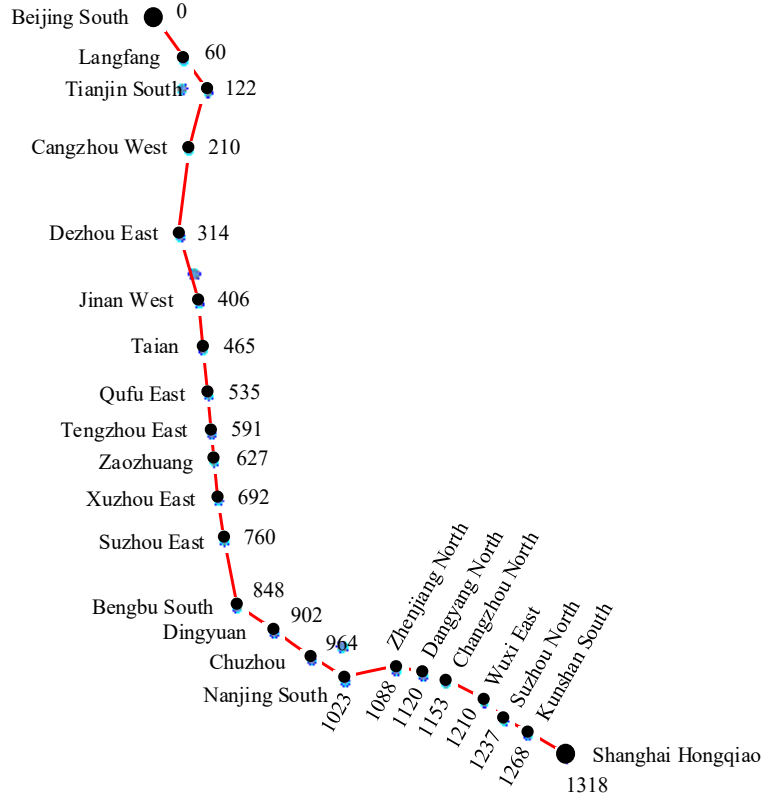 Beijing South 0
Langfang 60
Tianjin South 122
Cangzhou West 210
Dezhou East 314
Jinan West 406
Taian 465
Qufu East 535
Tengzhou East 591
Zaozhuang 627
Xuzhou East 692
Suzhou East 760
Bengbu South 848
Dingyuan 902
Chuzhou 964
Nanjing South 1023
Zhenjiang North 1088
Dangyang North 1120
Changzhou North 1153
Wuxi East 1210
Suzhou North 1237
Kunshan South 1268
Shanghai Hongqiao 1318